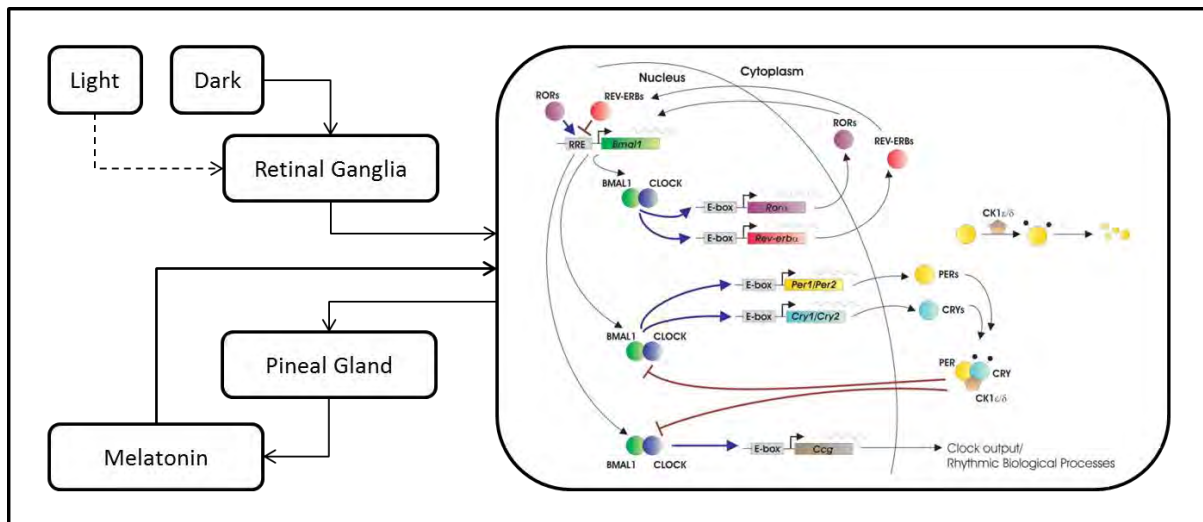 Light
Dark
Retinal Ganglia
Pineal Gland
Melatonin
Nucleus
Cytoplasm
RORs
REV-ERBs
RRE
Bmal1
RORs
REV-ERBs
BMAL1
CLOCK
E-box
Rorα
E-box
Rev-erbα
CK1ε/δ
E-box
Per1/Per2
PERs
E-box
Cry1/Cry2
CRYs
BMAL1
CLOCK
PER
CRY
CK1ε/δ
BMAL1
CLOCK
E-box
Ccg
Clock output/
Rhythmic Biological Processes